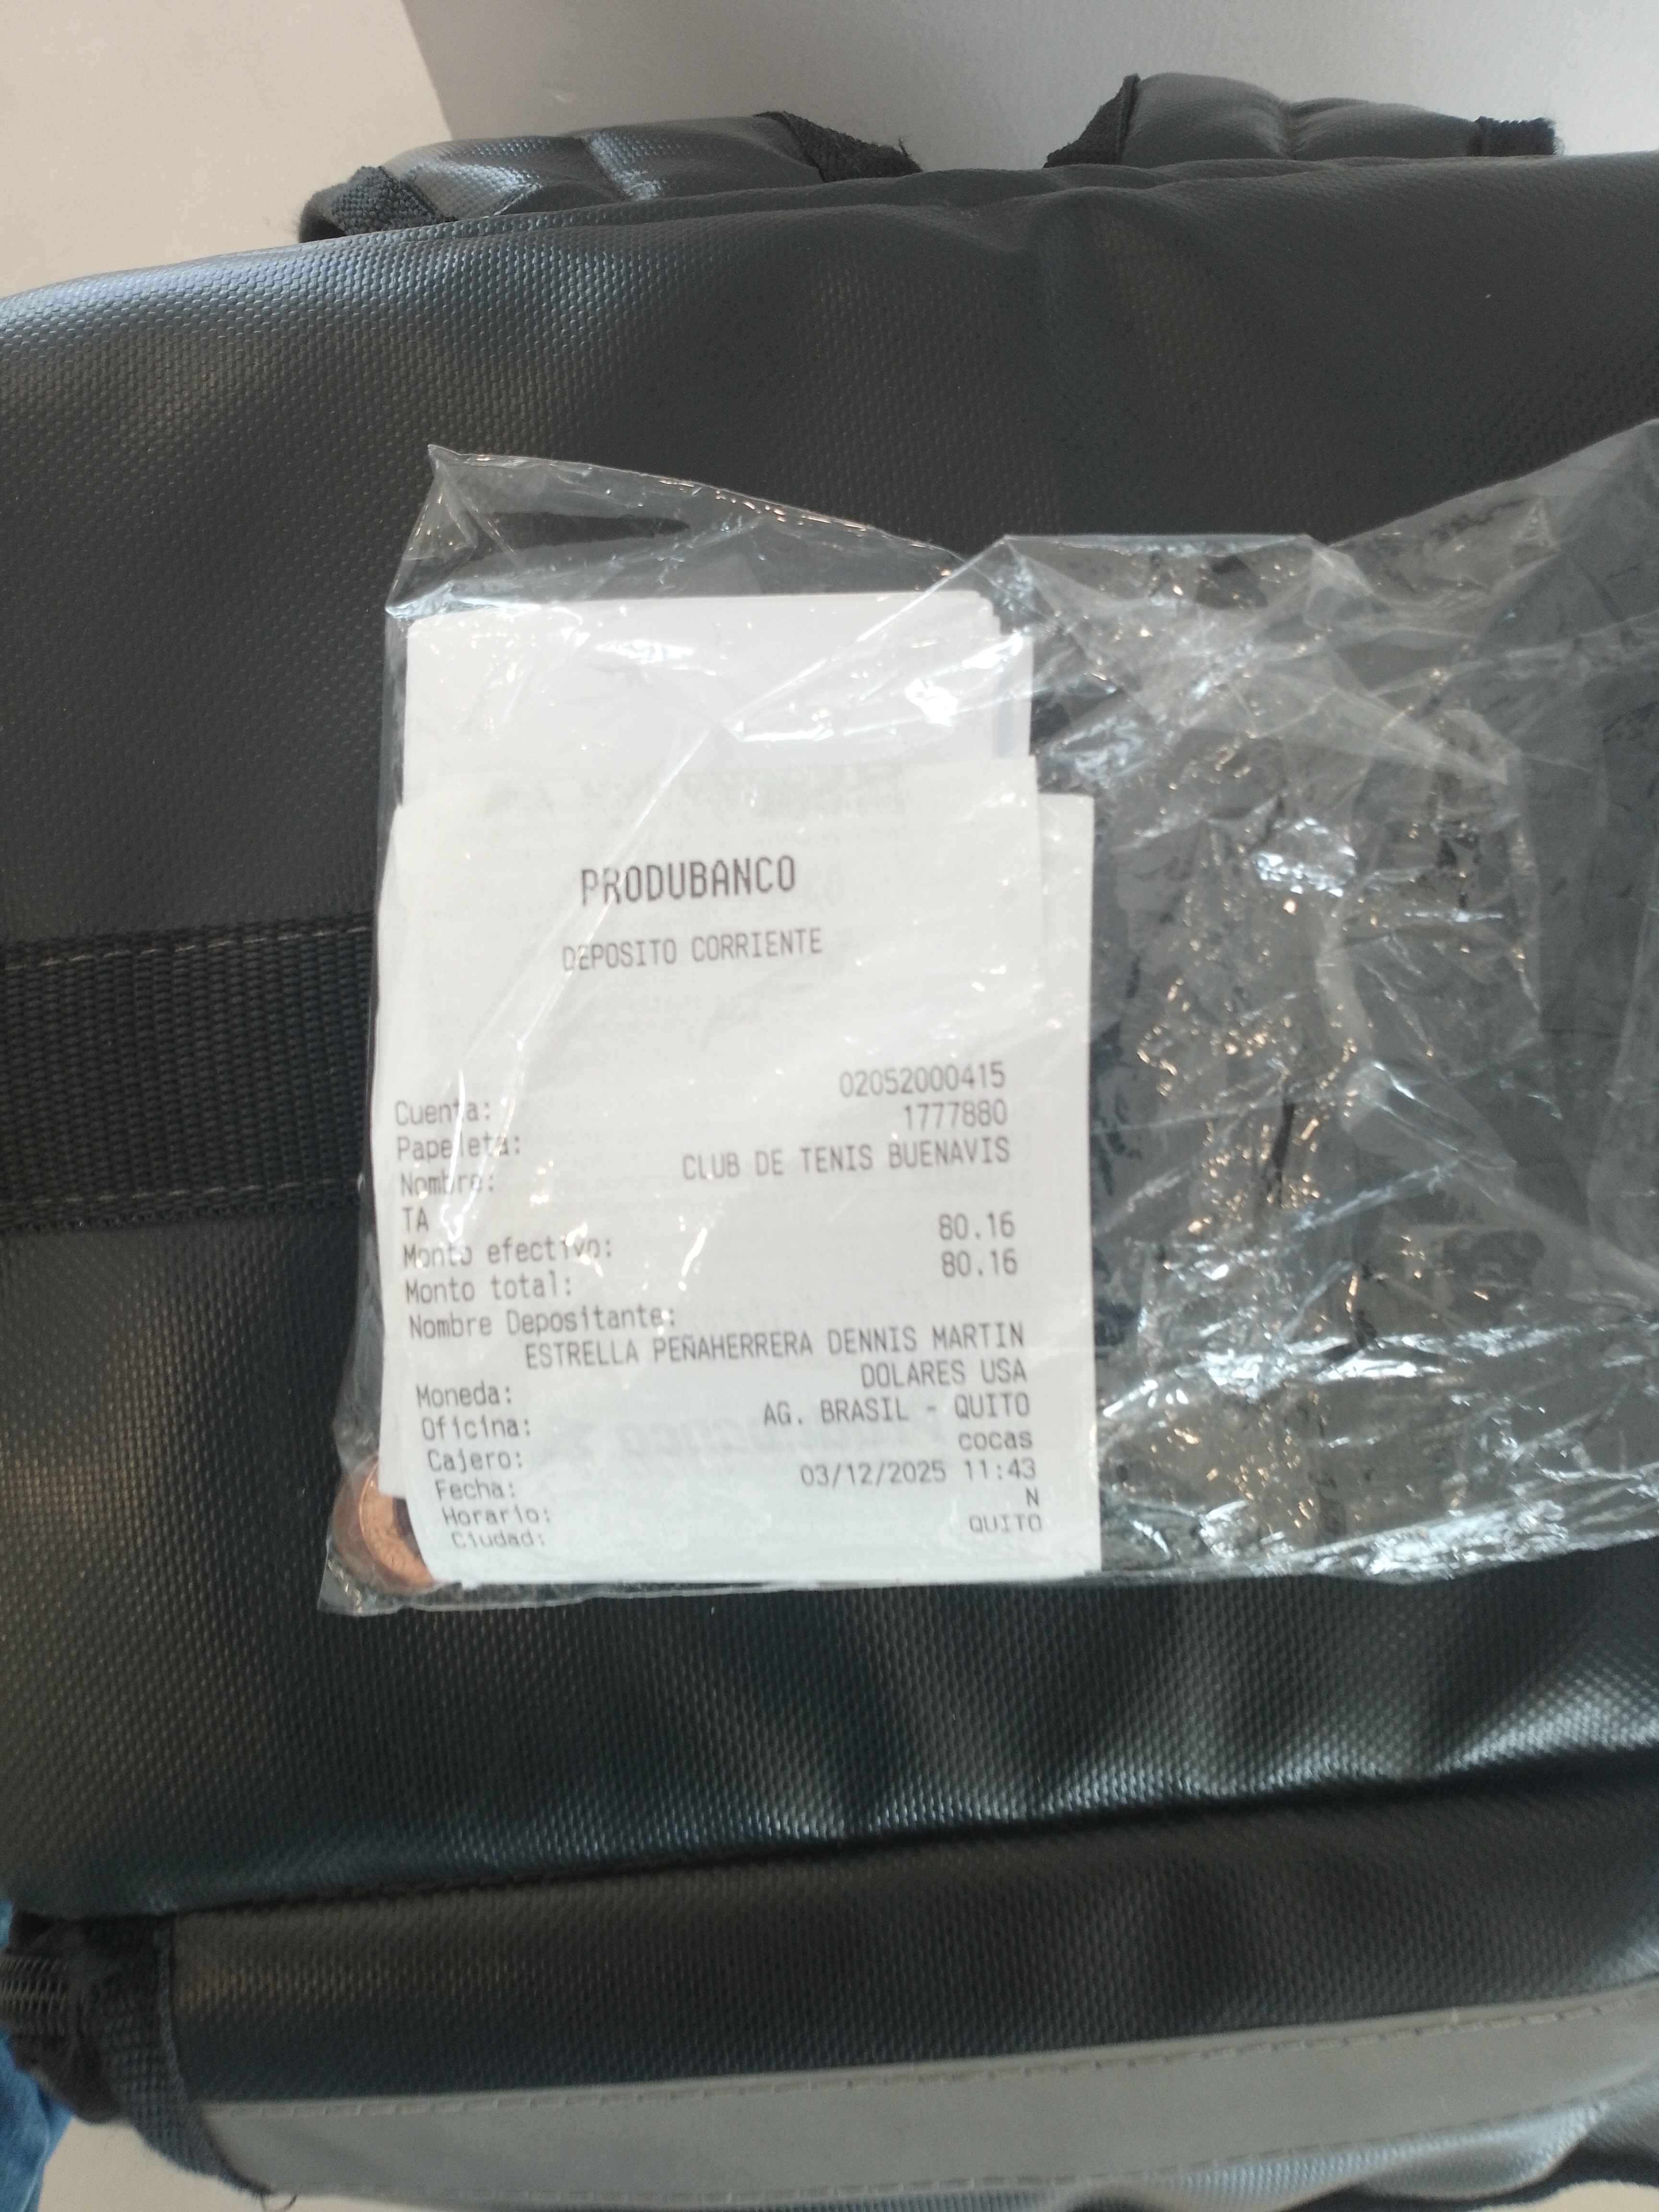 PRODUBANCO
DEPOSITO CORRIENTE
Cuenta: 02052000415
Papeleta: 1777880
Nombre: CLUB DE TENIS BUENAVIS
TA
Monto efectivo: 80.16
Monto total: 80.16
Nombre Depositante:
ESTRELLA PEÑAHERRERA DENNIS MARTIN
Moneda: DOLARES USA
Oficina: AG. BRASIL - QUITO
Cajero: cocas
Fecha: 03/12/2025 11:43
Horario: N
Ciudad: QUITO